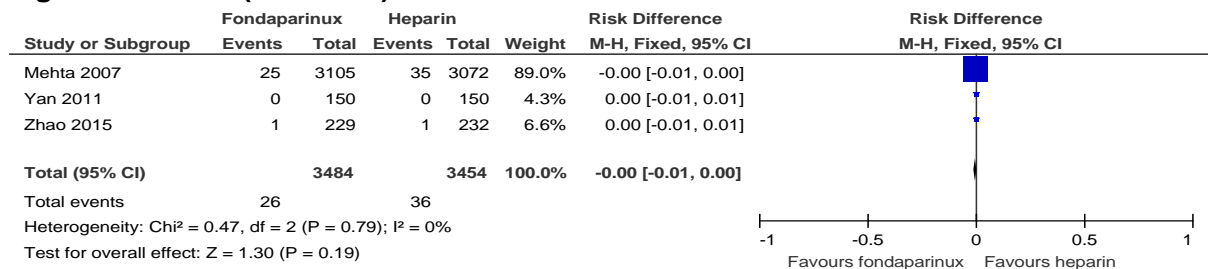 Fondaparinux Heparin Risk Difference Risk Difference
Study or Subgroup Events Total Events Total Weight M-H, Fixed, 95% CI M-H, Fixed, 95% CI
Mehta 2007 25 3105 35 3072 89.0% -0.00 [-0.01, 0.00]
Yan 2011 0 150 0 150 4.3% 0.00 [-0.01, 0.01]
Zhao 2015 1 229 1 232 6.6% 0.00 [-0.01, 0.01]
Total (95% CI) 3484 3454 100.0% -0.00 [-0.01, 0.00]
Total events 26 36
Heterogeneity: Chi² = 0.47, df = 2 (P = 0.79); I² = 0%
Test for overall effect: Z = 1.30 (P = 0.19)
-1 -0.5 0 0.5 1
Favours fondaparinux Favours heparin